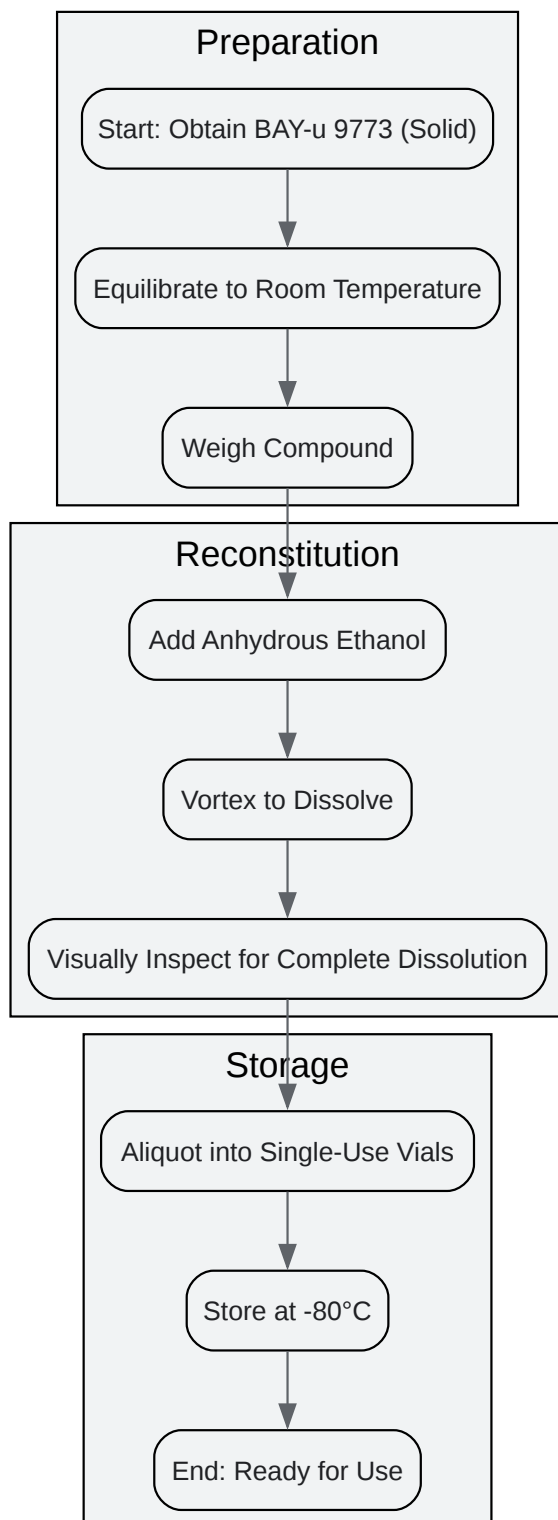 Preparation
Start: Obtain BAY-u 9773 (Solid)
Equilibrate to Room Temperature
Weigh Compound
Reconstitution
Add Anhydrous Ethanol
Vortex to Dissolve
Visually Inspect for Complete Dissolution
Storage
Aliquot into Single-Use Vials
Store at -80°C
End: Ready for Use